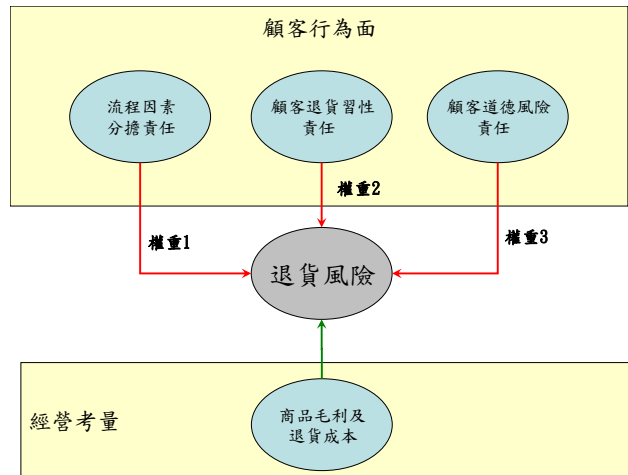 顧客行為面
流程因素
分擔責任
顧客退貨習性
責任
顧客道德風險
責任
權重1
權重2
權重3
退貨風險
經營考量
商品毛利及
退貨成本